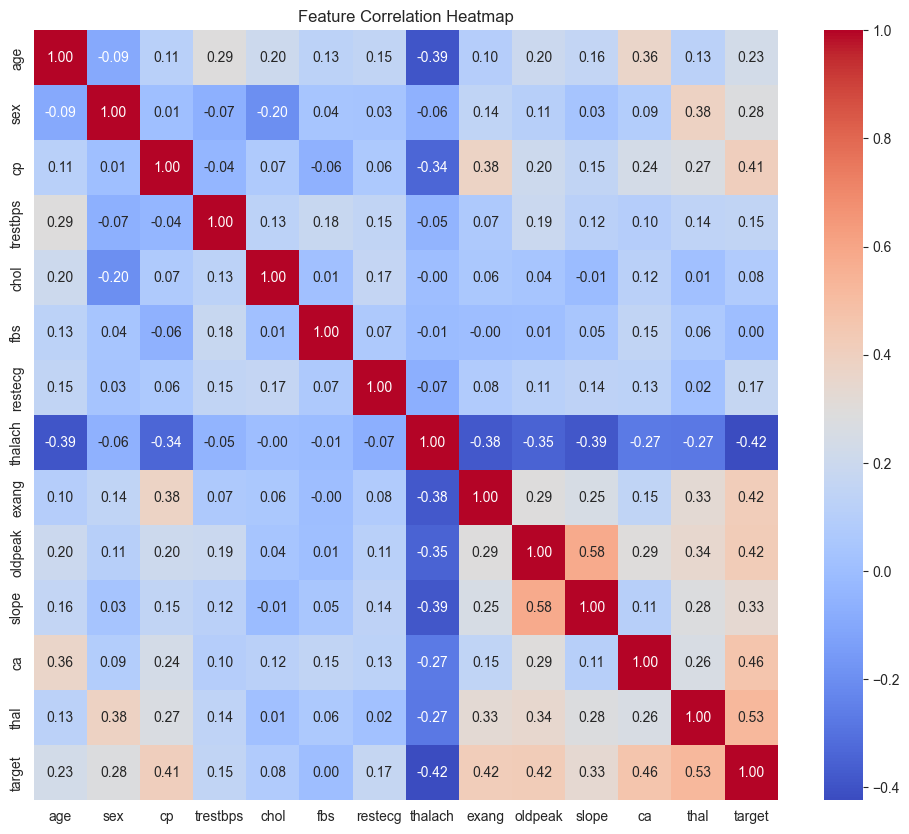 Feature Correlation Heatmap
age 1.00 -0.09 0.11 0.29 0.20 0.13 0.15 -0.39 0.10 0.20 0.16 0.36 0.13 0.23
sex -0.09 1.00 0.01 -0.07 -0.20 0.04 0.03 -0.06 0.14 0.11 0.03 0.09 0.38 0.28
cp 0.11 0.01 1.00 -0.04 0.07 -0.06 0.06 -0.34 0.38 0.20 0.15 0.24 0.27 0.41
trestbps 0.29 -0.07 -0.04 1.00 0.13 0.18 0.15 -0.05 0.07 0.19 0.12 0.10 0.14 0.15
chol 0.20 -0.20 0.07 0.13 1.00 0.01 0.17 -0.00 0.06 0.04 -0.01 0.12 0.01 0.08
fbs 0.13 0.04 -0.06 0.18 0.01 1.00 0.07 -0.01 -0.00 0.01 0.05 0.15 0.06 0.00
restecg 0.15 0.03 0.06 0.15 0.17 0.07 1.00 -0.07 0.08 0.11 0.14 0.13 0.02 0.17
thalach -0.39 -0.06 -0.34 -0.05 -0.00 -0.01 -0.07 1.00 -0.38 -0.35 -0.39 -0.27 -0.27 -0.42
exang 0.10 0.14 0.38 0.07 0.06 -0.00 0.08 -0.38 1.00 0.29 0.25 0.15 0.33 0.42
oldpeak 0.20 0.11 0.20 0.19 0.04 0.01 0.11 -0.35 0.29 1.00 0.58 0.29 0.34 0.42
slope 0.16 0.03 0.15 0.12 -0.01 0.05 0.14 -0.39 0.25 0.58 1.00 0.11 0.28 0.33
ca 0.36 0.09 0.24 0.10 0.12 0.15 0.13 -0.27 0.15 0.29 0.11 1.00 0.26 0.46
thal 0.13 0.38 0.27 0.14 0.01 0.06 0.02 -0.27 0.33 0.34 0.28 0.26 1.00 0.53
target 0.23 0.28 0.41 0.15 0.08 0.00 0.17 -0.42 0.42 0.42 0.33 0.46 0.53 1.00
age sex cp trestbps chol fbs restecg thalach exang oldpeak slope ca thal target
1.0
0.8
0.6
0.4
0.2
0.0
−0.2
−0.4